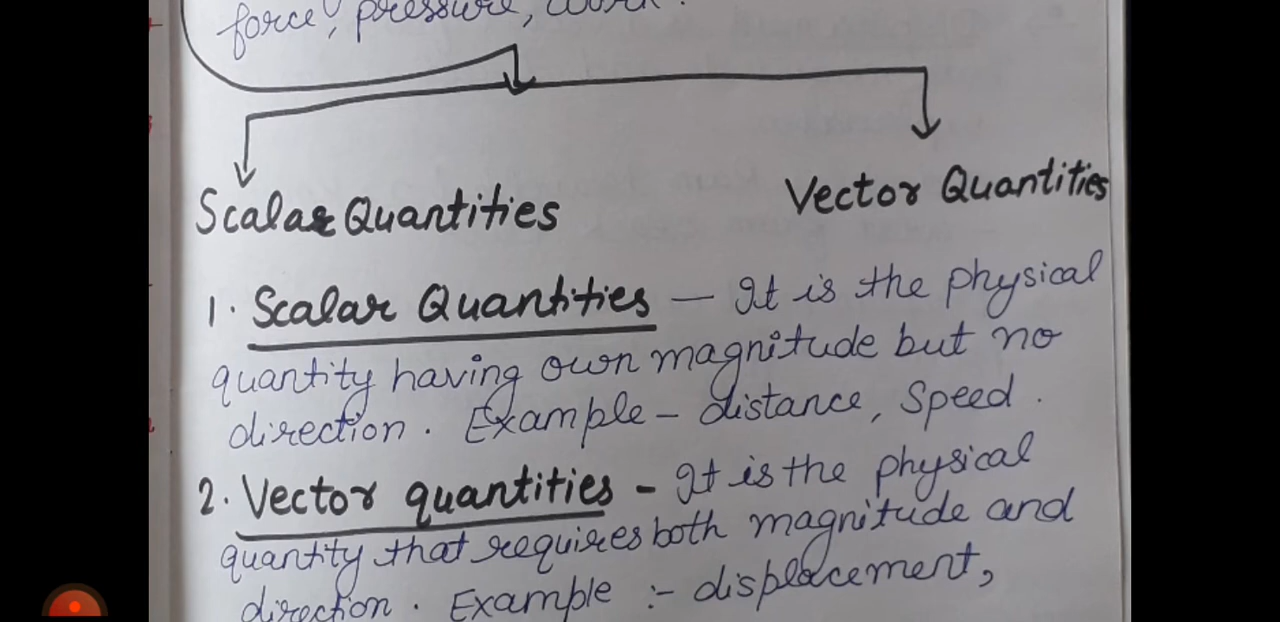 force, pressure, work.
Scalar Quantities
Vector Quantities
1. Scalar Quantities — It is the physical
quantity having own magnitude but no
direction. Example - distance, Speed.
2. Vector quantities - It is the physical
quantity that requires both magnitude and
direction. Example :- displacement,